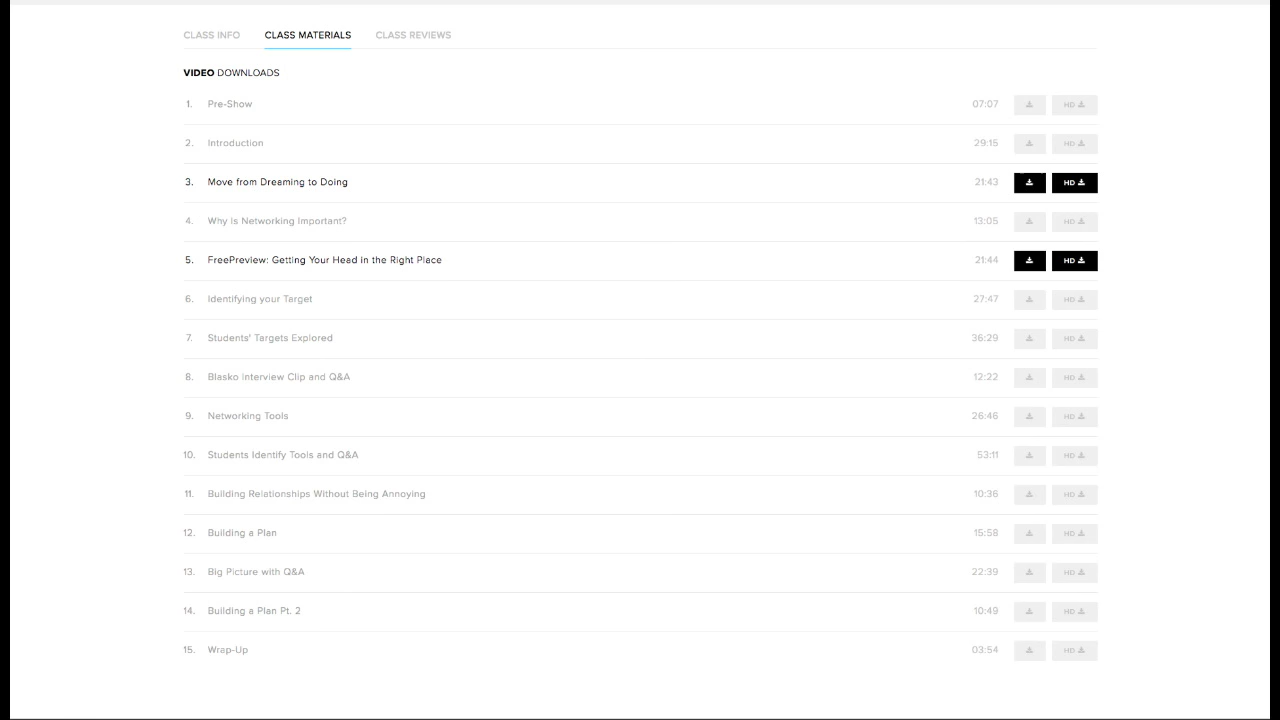 CLASS INFO CLASS MATERIALS CLASS REVIEWS
VIDEO DOWNLOADS
1. Pre-Show 07:07 HD
2. Introduction 29:15 HD
3. Move from Dreaming to Doing 21:43 HD
4. Why Is Networking Important? 13:05 HD
5. FreePreview: Getting Your Head in the Right Place 21:44 HD
6. Identifying your Target 27:47 HD
7. Students' Targets Explored 36:29 HD
8. Blasko Interview Clip and Q&A 12:22 HD
9. Networking Tools 26:46 HD
10. Students Identify Tools and Q&A 53:11 HD
11. Building Relationships Without Being Annoying 10:36 HD
12. Building a Plan 15:58 HD
13. Big Picture with Q&A 22:39 HD
14. Building a Plan Pt. 2 10:49 HD
15. Wrap-Up 03:54 HD